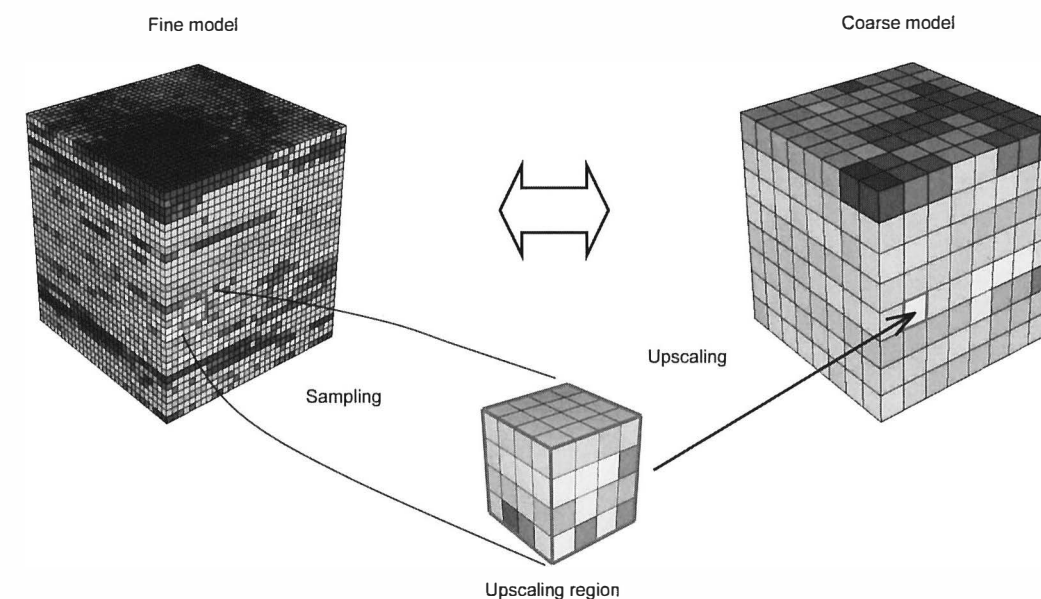 Fine model
Coarse model
Upscaling
Sampling
Upscaling region